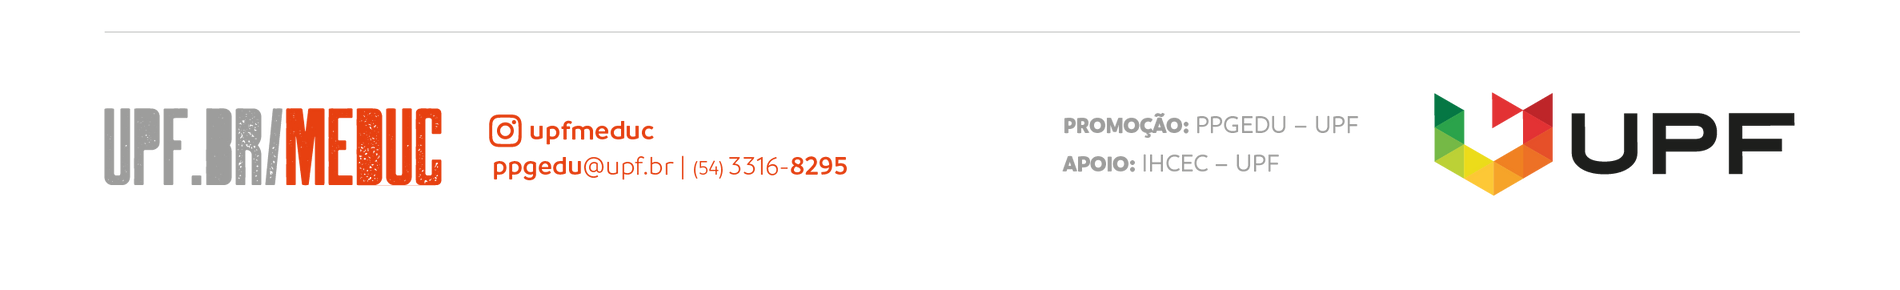 UPF.BR/MEDUC
upfmeduc
ppgedu@upf.br | (54) 3316-8295
PROMOÇÃO: PPGEDU – UPF
APOIO: IHCEC – UPF
UPF